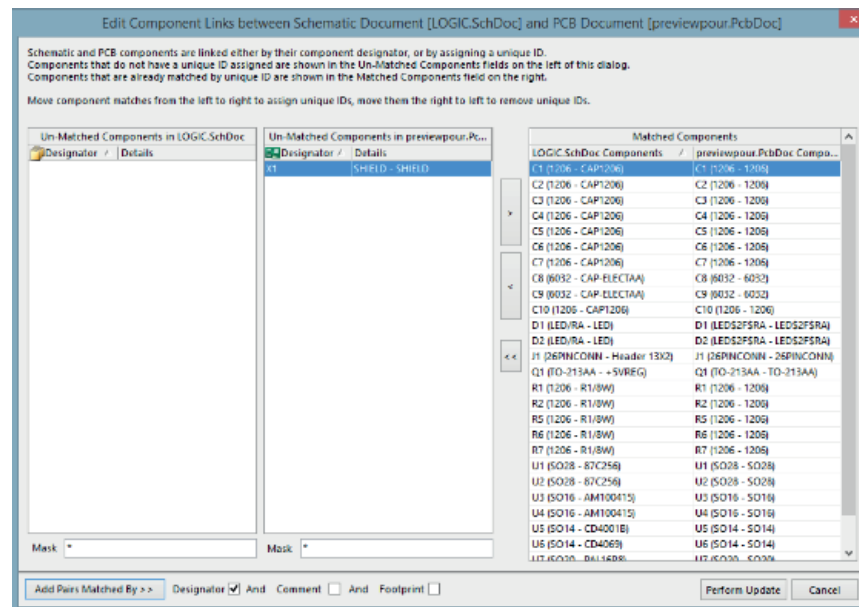 Edit Component Links between Schematic Document [LOGIC.SchDoc] and PCB Document [previewpour.PcbDoc]
Schematic and PCB components are linked either by their component designator, or by assigning a unique ID.
Components that do not have a unique ID assigned are shown in the Un-Matched Components fields on the left of this dialog.
Components that are already matched by unique ID are shown in the Matched Components field on the right.
Move component matches from the left to right to assign unique IDs, move them the right to left to remove unique IDs.
Un-Matched Components in LOGIC.SchDoc
Designator / Details
Mask *
Un-Matched Components in previewpour.Pc...
Designator / Details
X1 SHIELD - SHIELD
Mask *
>
<
<<
Matched Components
LOGIC.SchDoc Components / previewpour.PcbDoc Compo...
C1 (1206 - CAP1206) C1 (1206 - 1206)
C2 (1206 - CAP1206) C2 (1206 - 1206)
C3 (1206 - CAP1206) C3 (1206 - 1206)
C4 (1206 - CAP1206) C4 (1206 - 1206)
C5 (1206 - CAP1206) C5 (1206 - 1206)
C6 (1206 - CAP1206) C6 (1206 - 1206)
C7 (1206 - CAP1206) C7 (1206 - 1206)
C8 (6032 - CAP-ELECTAA) C8 (6032 - 6032)
C9 (6032 - CAP-ELECTAA) C9 (6032 - 6032)
C10 (1206 - CAP1206) C10 (1206 - 1206)
D1 (LED/RA - LED) D1 (LEDS2FSRA - LEDS2FSRA)
D2 (LED/RA - LED) D2 (LEDS2FSRA - LEDS2FSRA)
J1 (26PINCONN - Header 13X2) J1 (26PINCONN - 26PINCONN)
Q1 (TO-213AA - +5VREG) Q1 (TO-213AA - TO-213AA)
R1 (1206 - R1/8W) R1 (1206 - 1206)
R2 (1206 - R1/8W) R2 (1206 - 1206)
R5 (1206 - R1/8W) R5 (1206 - 1206)
R6 (1206 - R1/8W) R6 (1206 - 1206)
R7 (1206 - R1/8W) R7 (1206 - 1206)
U1 (SO28 - 87C256) U1 (SO28 - SO28)
U2 (SO28 - 87C256) U2 (SO28 - SO28)
U3 (SO16 - AM100415) U3 (SO16 - SO16)
U4 (SO16 - AM100415) U4 (SO16 - SO16)
U5 (SO14 - CD4001B) U5 (SO14 - SO14)
U6 (SO14 - CD4069) U6 (SO14 - SO14)
U7 (SO20 - PAL16R8) U7 (SO20 - SO20)
Add Pairs Matched By >> Designator And Comment And Footprint Perform Update Cancel